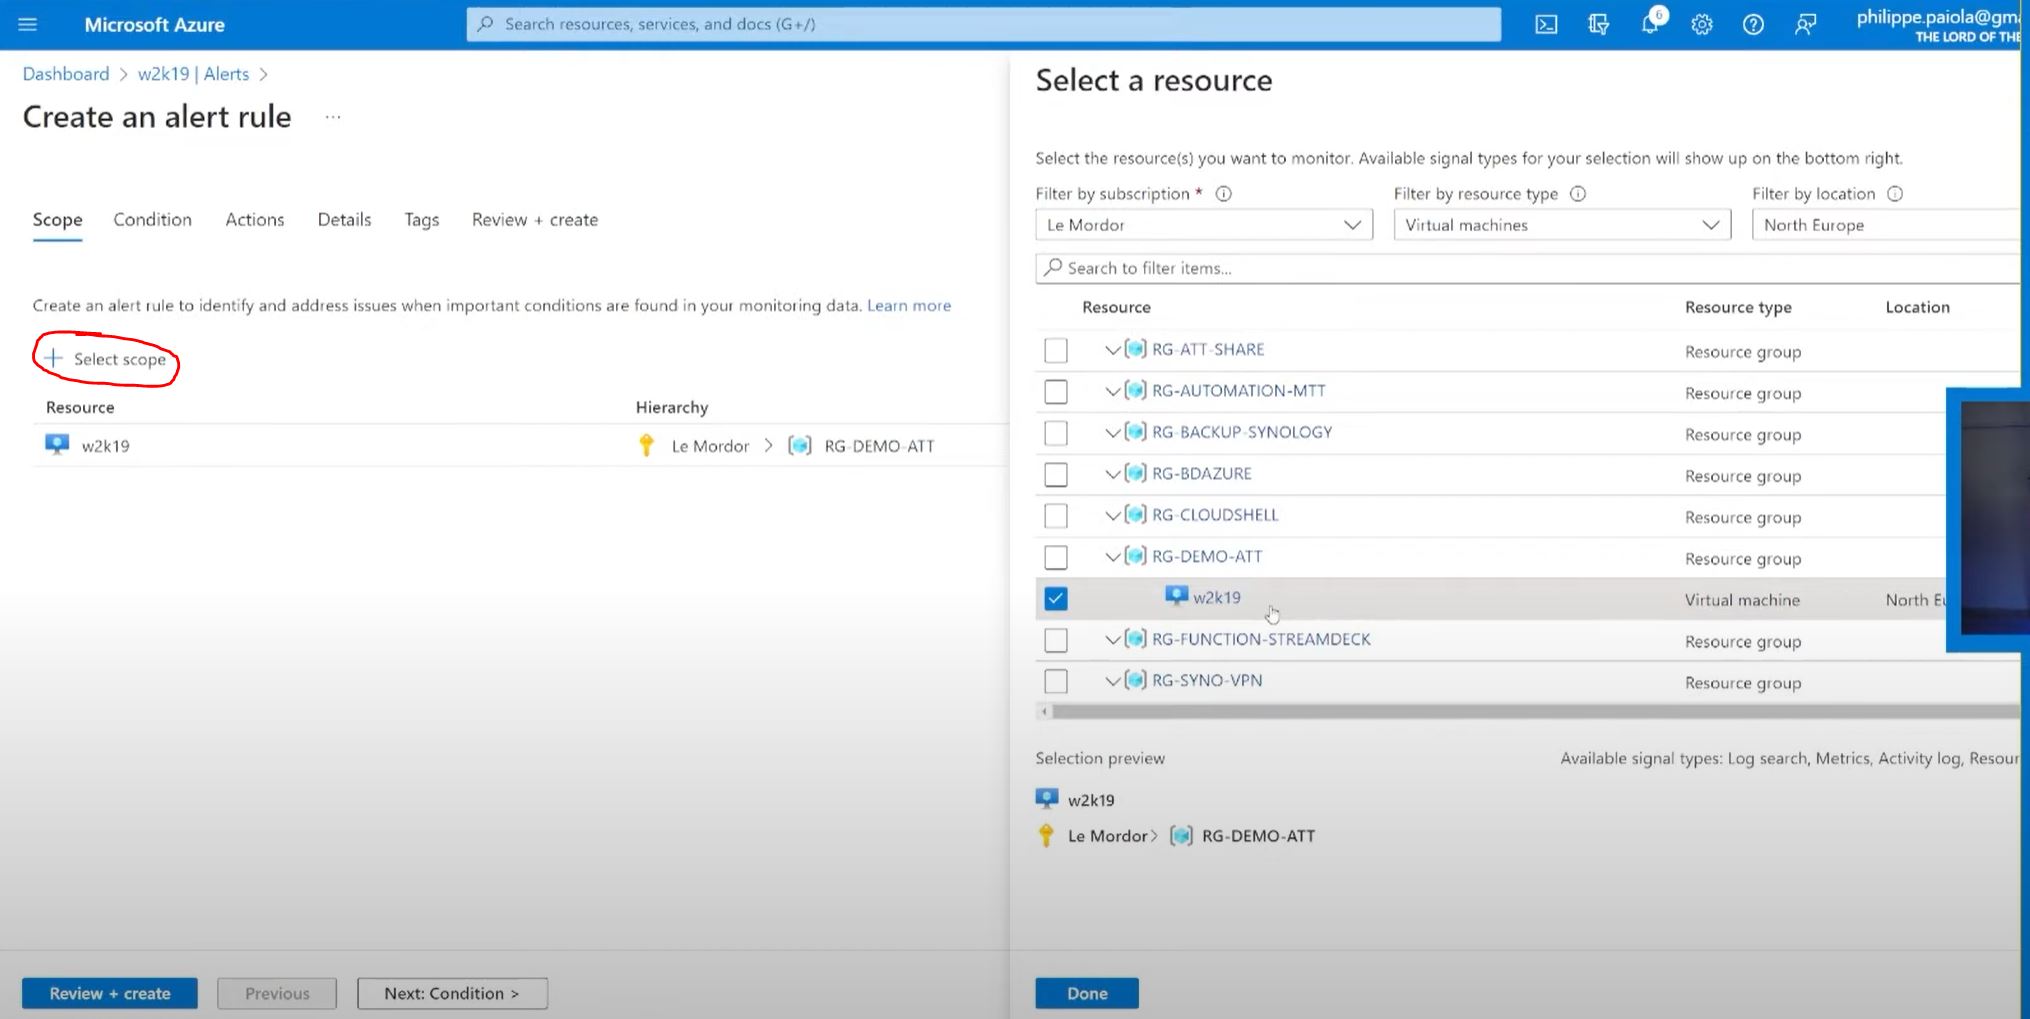 Microsoft Azure
Search resources, services, and docs (G+/)
6
philippe.paiola@gma
THE LORD OF THE
Dashboard > w2k19 | Alerts >
Create an alert rule ...
Scope Condition Actions Details Tags Review + create
Create an alert rule to identify and address issues when important conditions are found in your monitoring data. Learn more
+ Select scope
Resource Hierarchy
w2k19 Le Mordor > RG-DEMO-ATT
Review + create Previous Next: Condition >
Select a resource
Select the resource(s) you want to monitor. Available signal types for your selection will show up on the bottom right.
Filter by subscription * Filter by resource type Filter by location
Le Mordor Virtual machines North Europe
Search to filter items...
Resource Resource type Location
RG-ATT-SHARE Resource group
RG-AUTOMATION-MTT Resource group
RG-BACKUP-SYNOLOGY Resource group
RG-BDAZURE Resource group
RG-CLOUDSHELL Resource group
RG-DEMO-ATT Resource group
w2k19 Virtual machine North Eu
RG-FUNCTION-STREAMDECK Resource group
RG-SYNO-VPN Resource group
Selection preview Available signal types: Log search, Metrics, Activity log, Resour
w2k19
Le Mordor > RG-DEMO-ATT
Done